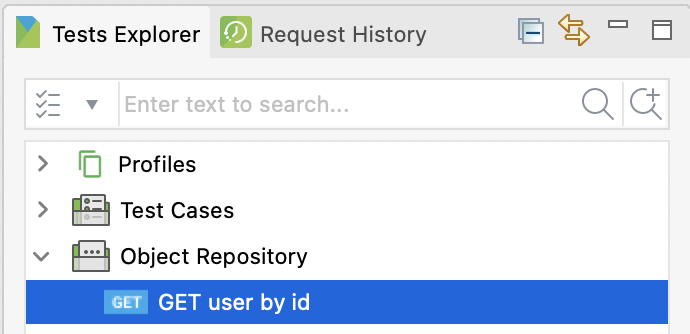 Tests Explorer Request History
Enter text to search...
Profiles
Test Cases
Object Repository
GET GET user by id